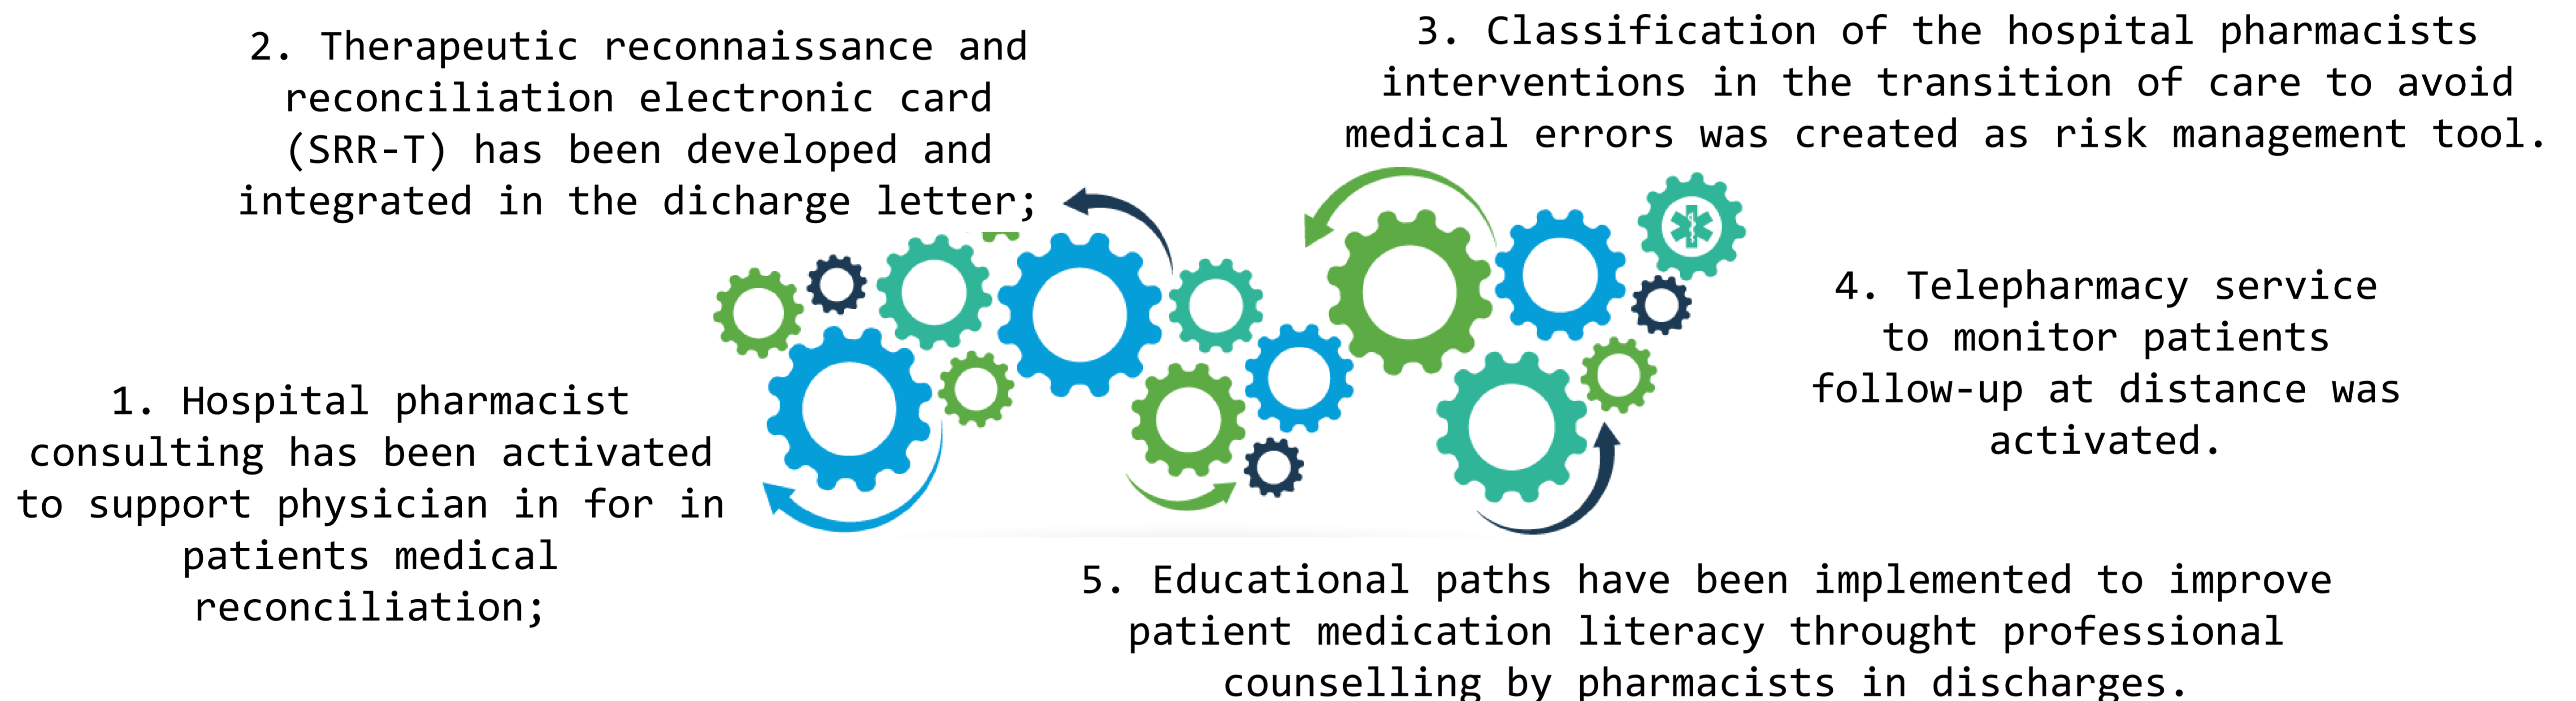 1. Hospital pharmacist
consulting has been activated
to support physician in for in
patients medical
reconciliation;
2. Therapeutic reconnaissance and
reconciliation electronic card
(SRR-T) has been developed and
integrated in the dicharge letter;
3. Classification of the hospital pharmacists
interventions in the transition of care to avoid
medical errors was created as risk management tool.
4. Telepharmacy service
to monitor patients
follow-up at distance was
activated.
5. Educational paths have been implemented to improve
patient medication literacy throught professional
counselling by pharmacists in discharges.